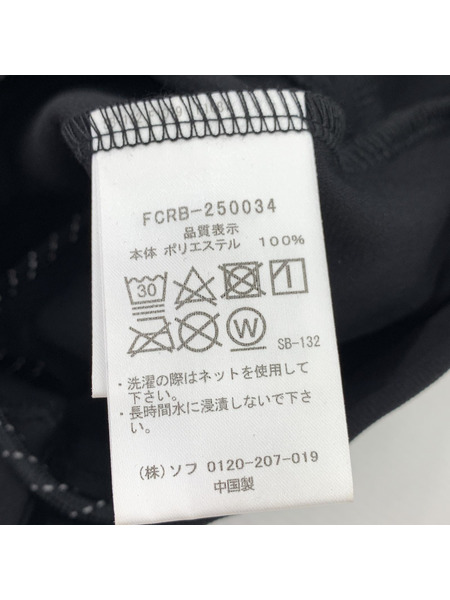 FCRB-250034
品質表示
本体 ポリエステル 100%
30
W
SB-132
・洗濯の際はネットを使用して
下さい。
・長時間水に浸漬しないで下さ
い。
(株)ソフ 0120-207-019
中国製